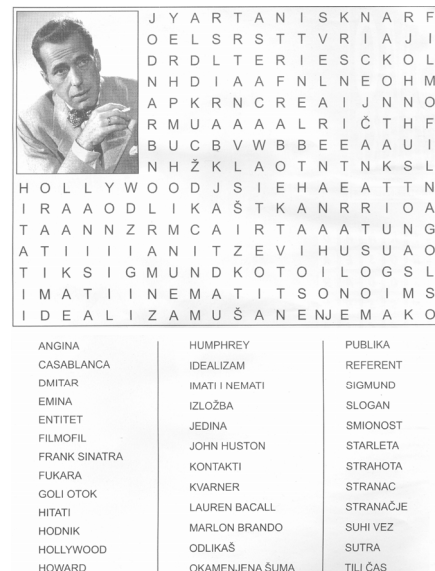 J Y A R T A N I S K N A R F
O E L S R S T T V R I A J I
D R D L T E R I E S C K O L
N H D I A A F N L N E O H M
A P K R N C R E A I J N N O
R M U A A A A L R I Č T H F
B U C B V W B B E E A A U I
N H Ž K L A O T N T N K S L
H O L L Y W O O D J S I E H A E A T T N
I R A A O D L I K A Š T K A N R R I O A
T A A N N Z R M C A I R T A A A T U N G
A T I I I I A N I T Z E V I H U S U A O
T I K S I G M U N D K O T O I L O G S L
I M A T I I N E M A T I T S O N O I M S
I D E A L I Z A M U Š A N E NJ E M A K O
ANGINA
CASABLANCA
DMITAR
EMINA
ENTITET
FILMOFIL
FRANK SINATRA
FUKARA
GOLI OTOK
HITATI
HODNIK
HOLLYWOOD
HOWARD
HUMPHREY
IDEALIZAM
IMATI I NEMATI
IZLOŽBA
JEDINA
JOHN HUSTON
KONTAKTI
KVARNER
LAUREN BACALL
MARLON BRANDO
ODLIKAŠ
OKAMENJENA ŠUMA
PUBLIKA
REFERENT
SIGMUND
SLOGAN
SMIONOST
STARLETA
STRAHOTA
STRANAC
STRANAČJE
SUHI VEZ
SUTRA
TILI ČAS